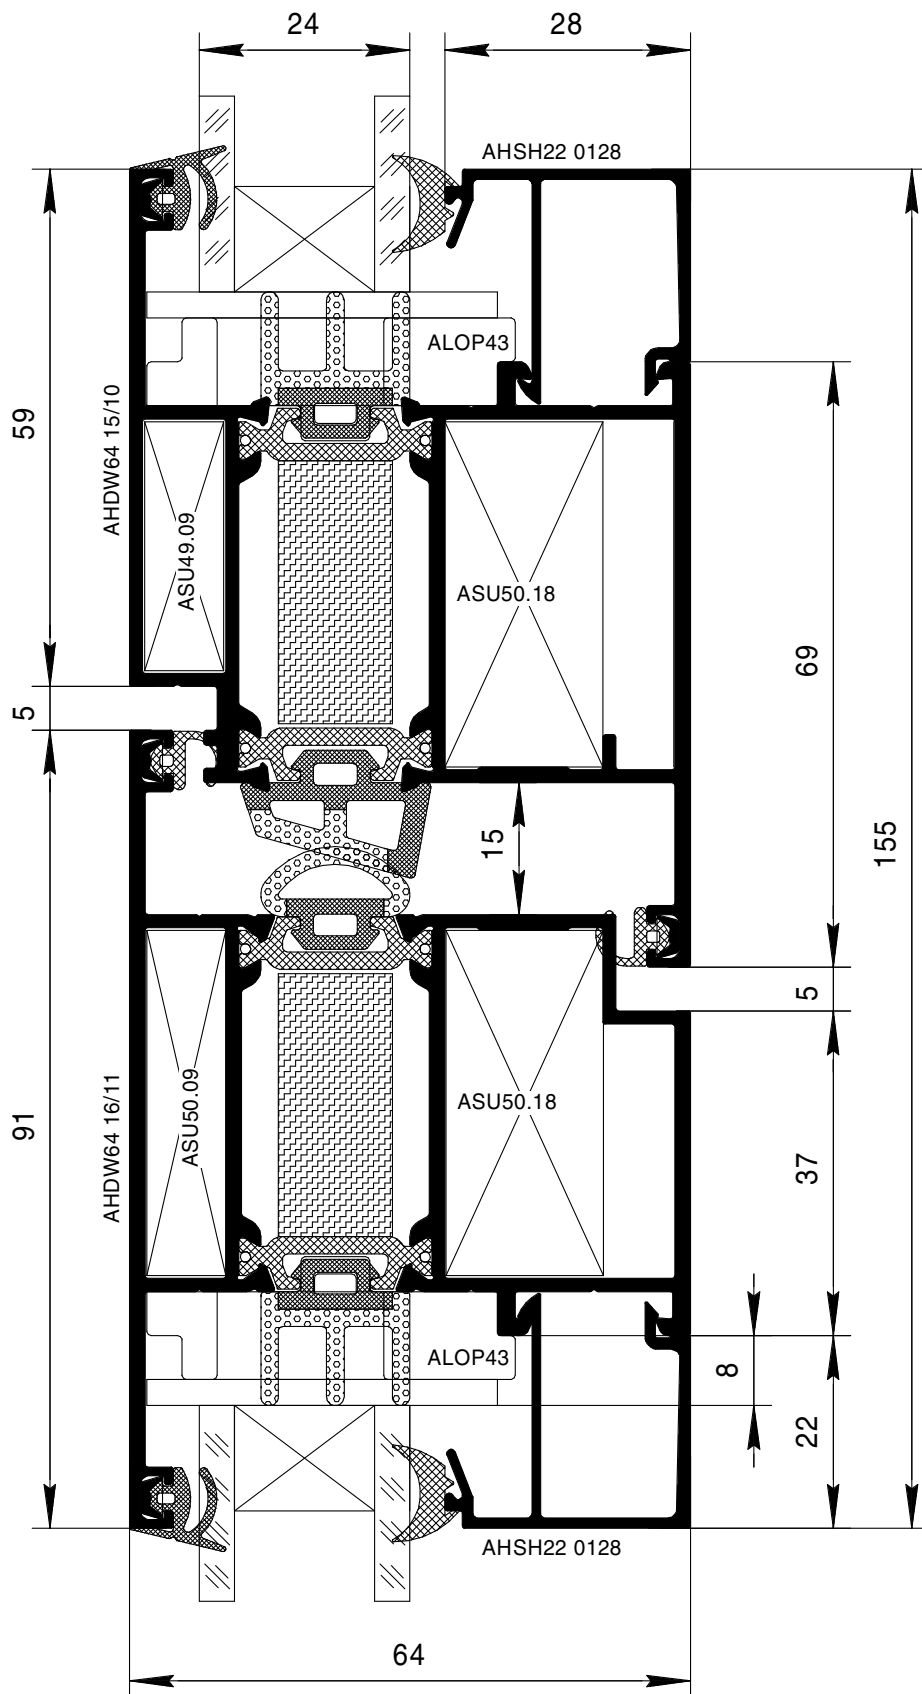 24
28
AHSH22 0128
ALOP43
59
AHDW64 15/10
ASU49.09
ASU50.18
69
5
15
155
5
91
AHDW64 16/11
ASU50.09
ASU50.18
37
ALOP43
8
22
AHSH22 0128
64